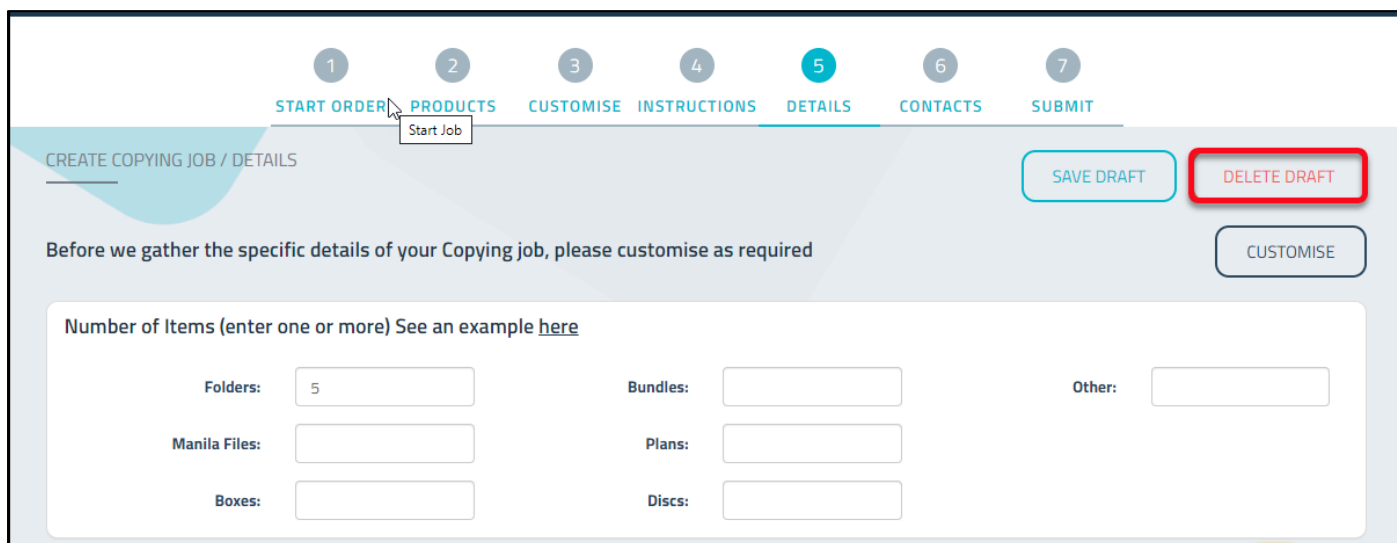 1 2 3 4 5 6 7
START ORDER PRODUCTS CUSTOMISE INSTRUCTIONS DETAILS CONTACTS SUBMIT
Start Job
CREATE COPYING JOB / DETAILS
SAVE DRAFT DELETE DRAFT
Before we gather the specific details of your Copying job, please customise as required CUSTOMISE
Number of Items (enter one or more) See an example here
Folders: 5 Bundles: Other:
Manila Files: Plans:
Boxes: Discs: